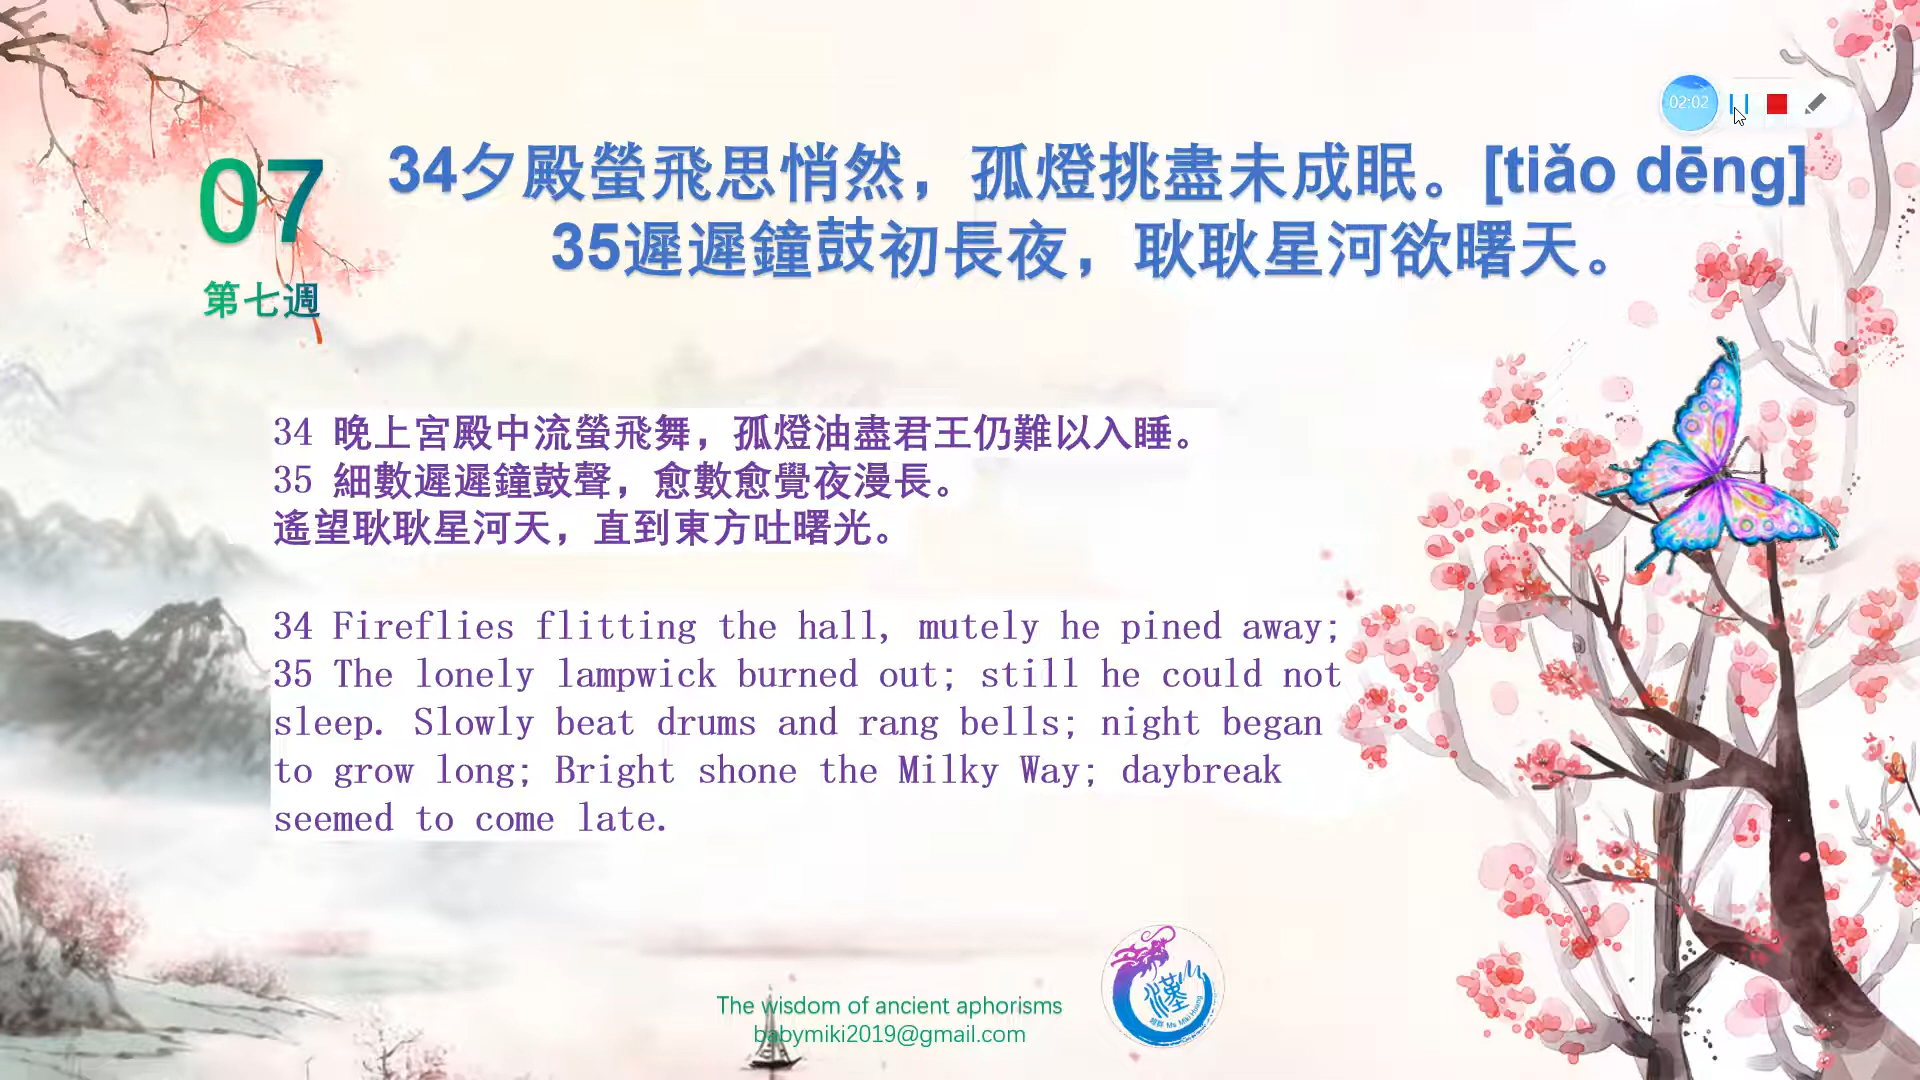 02:02
07
第七週
34夕殿螢飛思悄然，孤燈挑盡未成眠。[tiǎo dēng]
35遲遲鐘鼓初長夜，耿耿星河欲曙天。
34 晚上宮殿中流螢飛舞，孤燈油盡君王仍難以入睡。
35 細數遲遲鐘鼓聲，愈數愈覺夜漫長。
遙望耿耿星河天，直到東方吐曙光。
34 Fireflies flitting the hall, mutely he pined away;
35 The lonely lampwick burned out; still he could not
sleep. Slowly beat drums and rang bells; night began
to grow long; Bright shone the Milky Way; daybreak
seemed to come late.
The wisdom of ancient aphorisms
babymiki2019@gmail.com
漢